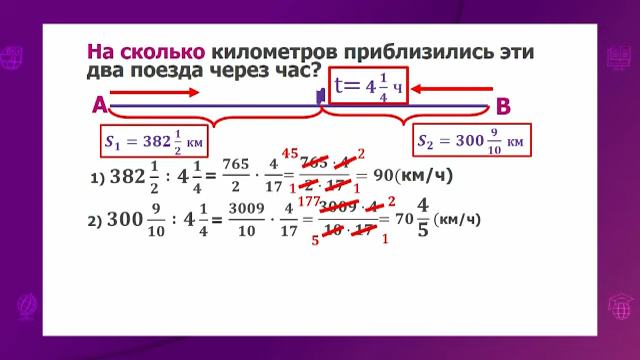 На сколько километров приблизились эти
два поезда через час?
t= 4 1/4 ч
A B
S₁ = 382 1/2 км S₂ = 300 9/10 км
1) 382 1/2 : 4 1/4 = 765/2 · 4/17 = 765 · 4/2 · 17 = 90(км/ч)
45 2 1 1
2) 300 9/10 : 4 1/4 = 3009/10 · 4/17 = 3009 · 4/10 · 17 = 70 4/5 (км/ч)
177 2 5 1